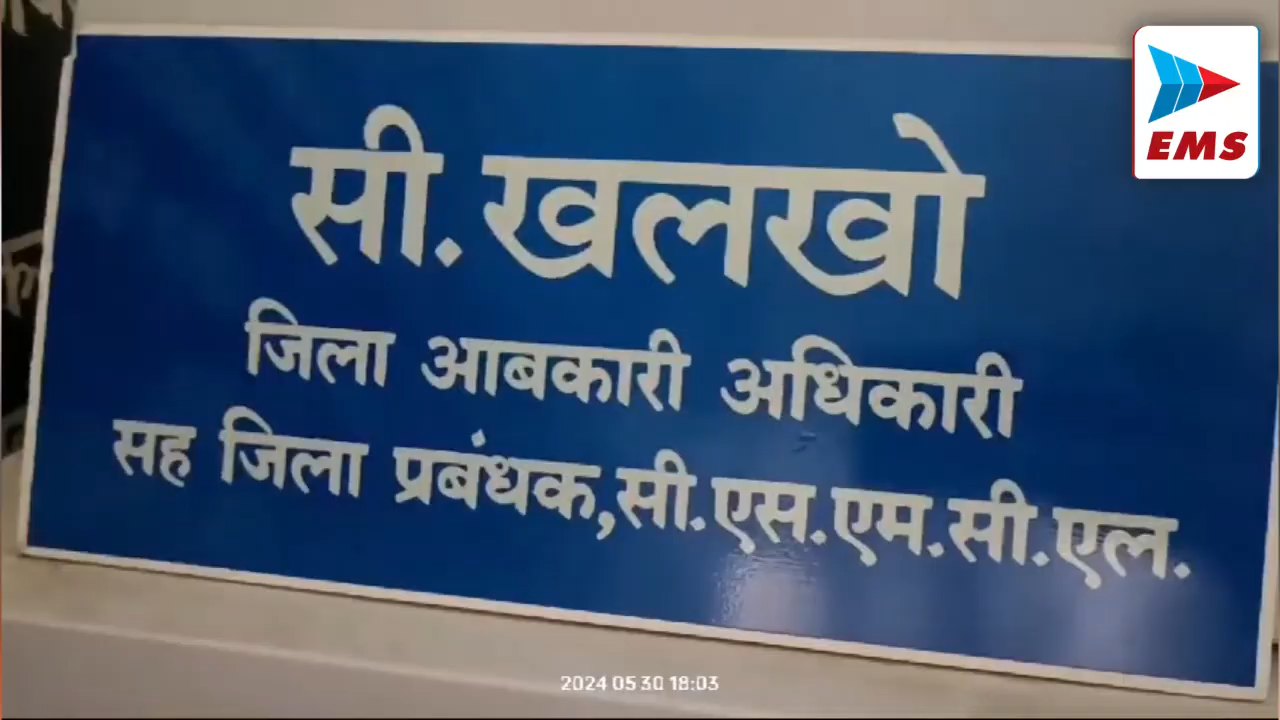 EMS
सी. खलखो
जिला आबकारी अधिकारी
सह जिला प्रबंधक,सी.एस.एम.सी.एल.
2024 05 30 18:03